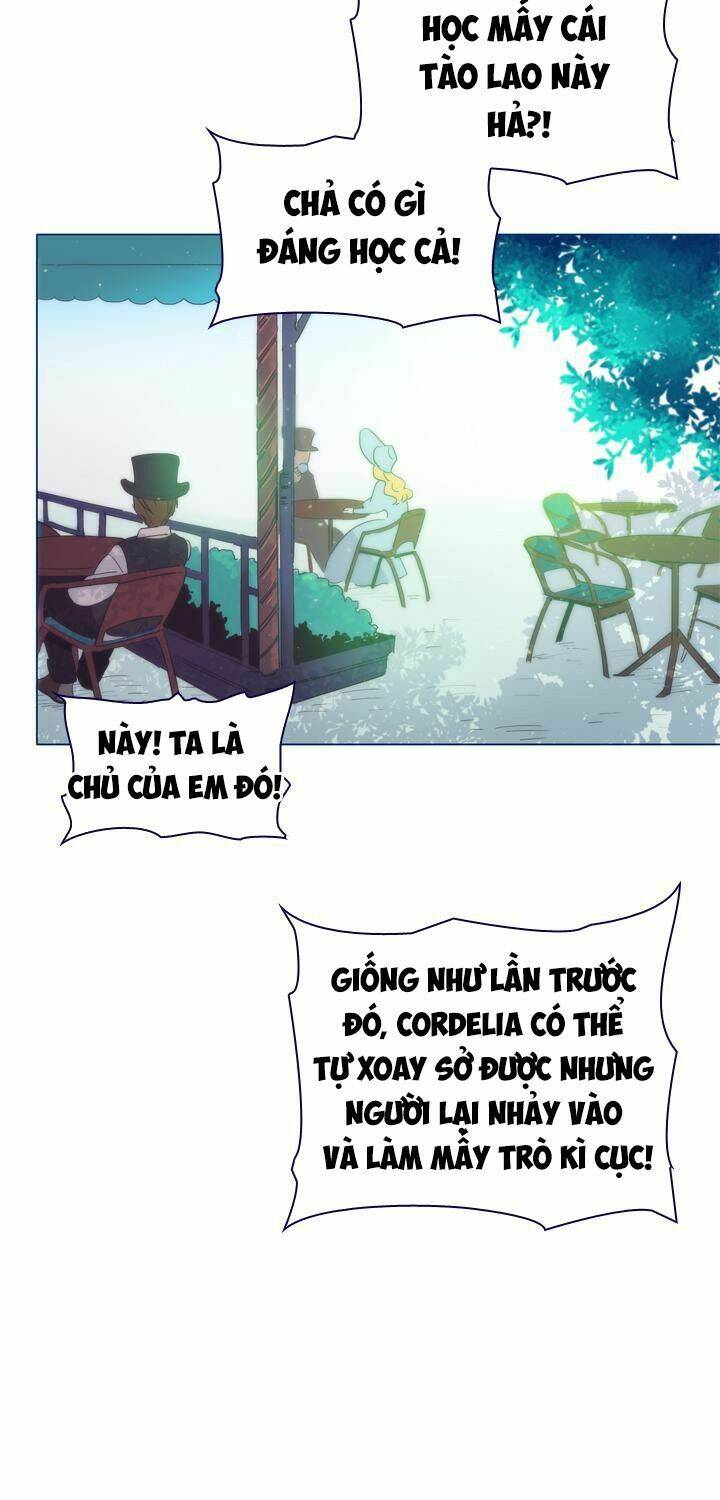 HỌC MẤY CÁI
TÀO LAO NÀY
HẢ?!
CHẢ CÓ GÌ
ĐÁNG HỌC CẢ!
NÀY! TA LÀ
CHỦ CỦA EM ĐÓ!
GIỐNG NHƯ LẦN TRƯỚC
ĐÓ, CORDELIA CÓ THỂ
TỰ XOAY SỞ ĐƯỢC NHƯNG
NGƯỜI LẠI NHẢY VÀO
VÀ LÀM MẤY TRÒ KÌ CỤC!